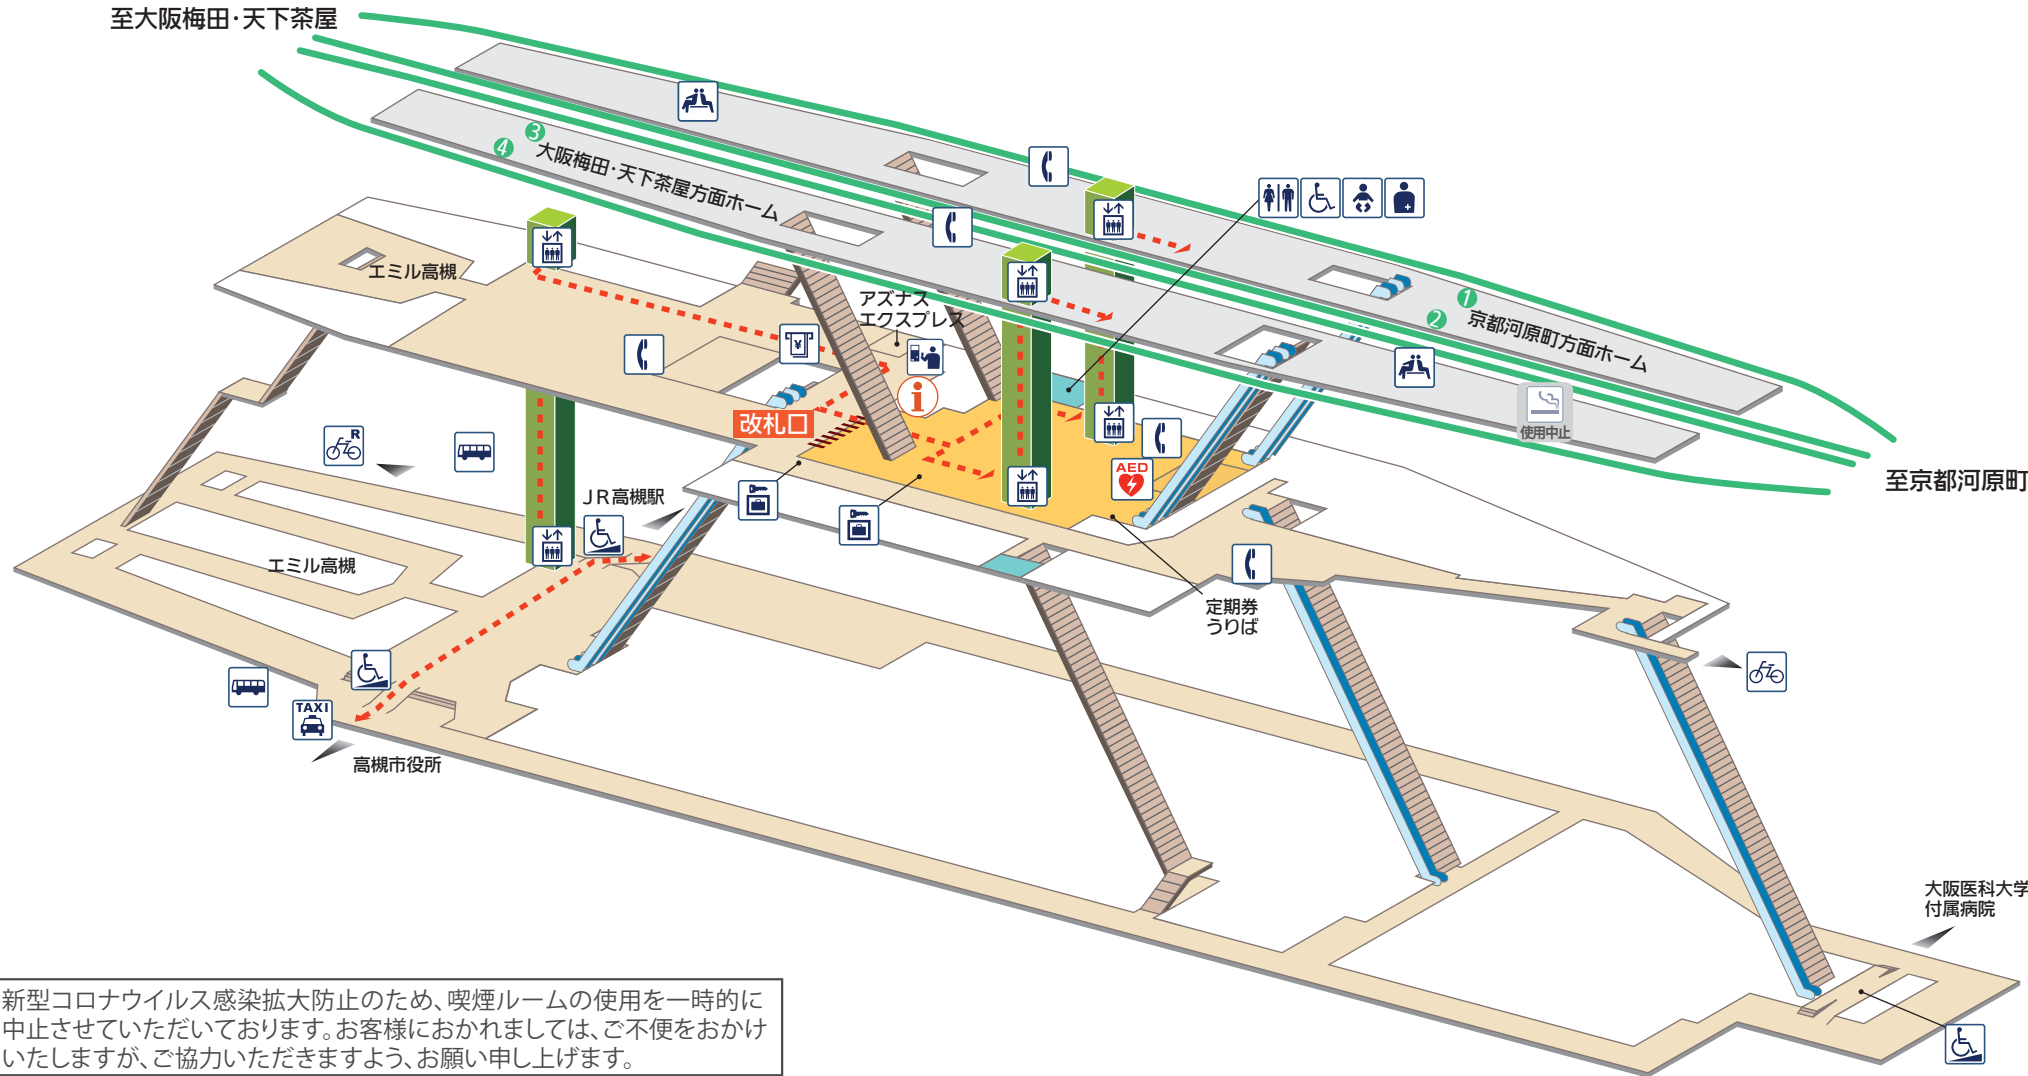 至大阪梅田・天下茶屋
3
4
大阪梅田・天下茶屋方面ホーム
エミル高槻
アズナス
エクスプレス
¥
i
改札口
1
2
京都河原町方面ホーム
使用中止
至京都河原町
AED
R
JR高槻駅
エミル高槻
定期券
うりば
TAXI
高槻市役所
大阪医科大学
付属病院
新型コロナウイルス感染拡大防止のため、喫煙ルームの使用を一時的に
中止させていただいております。お客様におかれましては、ご不便をおかけ
いたしますが、ご協力いただきますよう、お願い申し上げます。